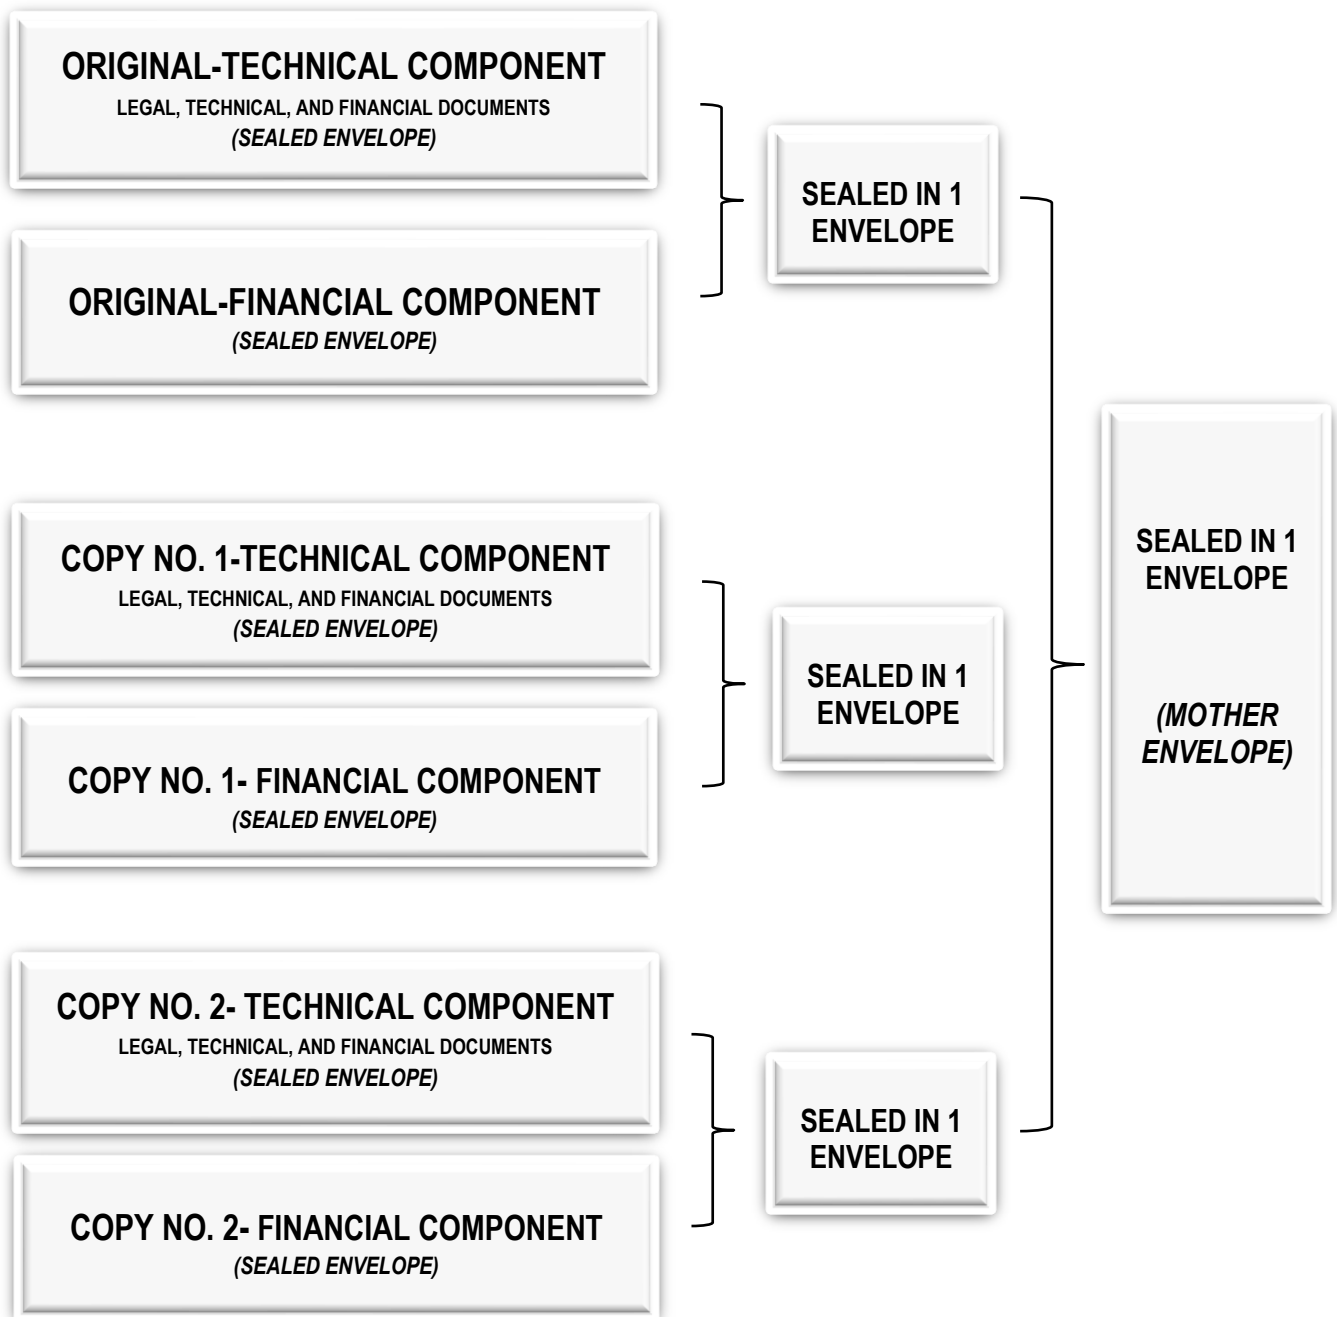 ORIGINAL-TECHNICAL COMPONENT
LEGAL, TECHNICAL, AND FINANCIAL DOCUMENTS
(SEALED ENVELOPE)
ORIGINAL-FINANCIAL COMPONENT
(SEALED ENVELOPE)
SEALED IN 1
ENVELOPE
COPY NO. 1-TECHNICAL COMPONENT
LEGAL, TECHNICAL, AND FINANCIAL DOCUMENTS
(SEALED ENVELOPE)
COPY NO. 1- FINANCIAL COMPONENT
(SEALED ENVELOPE)
SEALED IN 1
ENVELOPE
COPY NO. 2- TECHNICAL COMPONENT
LEGAL, TECHNICAL, AND FINANCIAL DOCUMENTS
(SEALED ENVELOPE)
COPY NO. 2- FINANCIAL COMPONENT
(SEALED ENVELOPE)
SEALED IN 1
ENVELOPE
SEALED IN 1
ENVELOPE
(MOTHER
ENVELOPE)